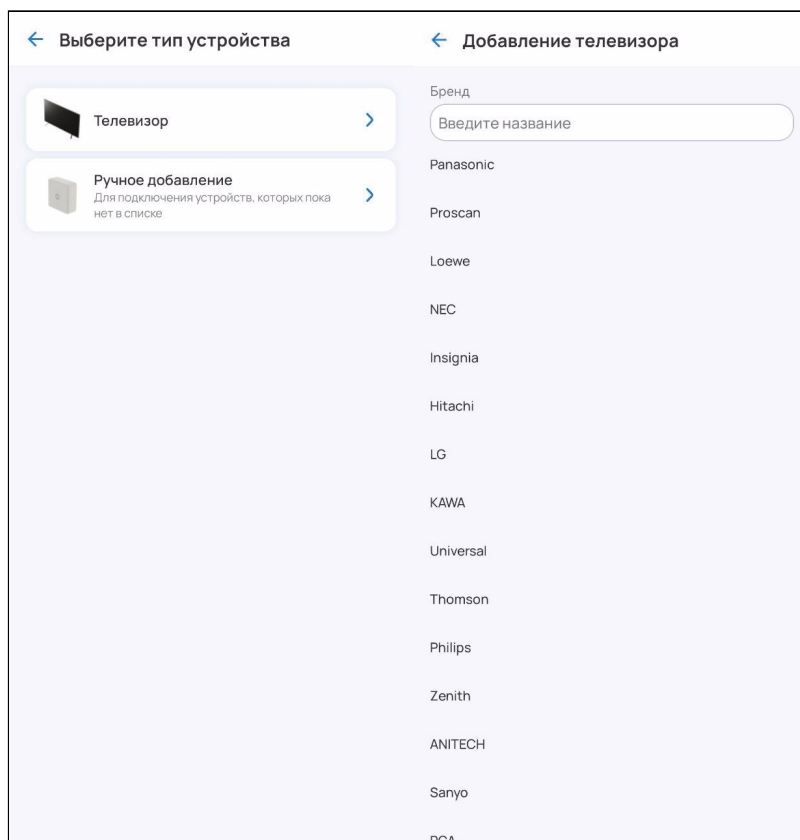 Выберите тип устройства
Телевизор
Ручное добавление
Для подключения устройств, которых пока
нет в списке
Добавление телевизора
Бренд
Введите название
Panasonic
Proscan
Loewe
NEC
Insignia
Hitachi
LG
KAWA
Universal
Thomson
Philips
Zenith
ANITECH
Sanyo